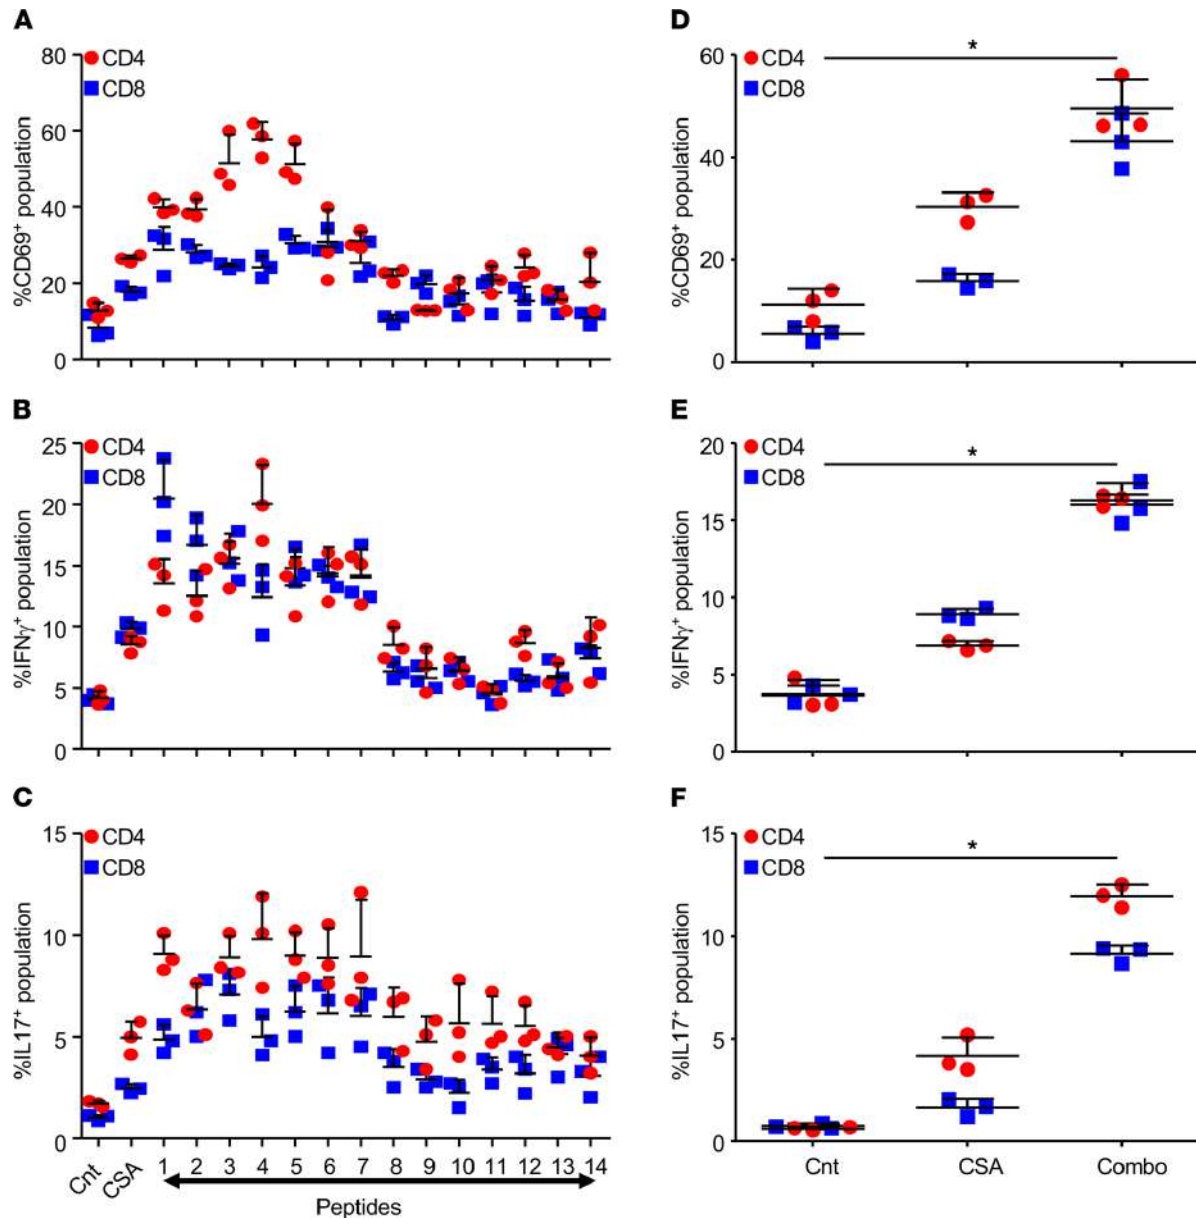 A
CD4
CD8
80
60
40
20
0
%CD69+ population
D
CD4
CD8
*
60
40
20
0
%CD69+ population
B
CD4
CD8
25
20
15
10
5
0
%IFNγ+ population
E
CD4
CD8
*
20
15
10
5
0
%IFNγ+ population
C
CD4
CD8
15
10
5
0
%IL17+ population
Cnt CSA 1 2 3 4 5 6 7 8 9 10 11 12 13 14
Peptides
F
CD4
CD8
*
15
10
5
0
%IL17+ population
Cnt CSA Combo